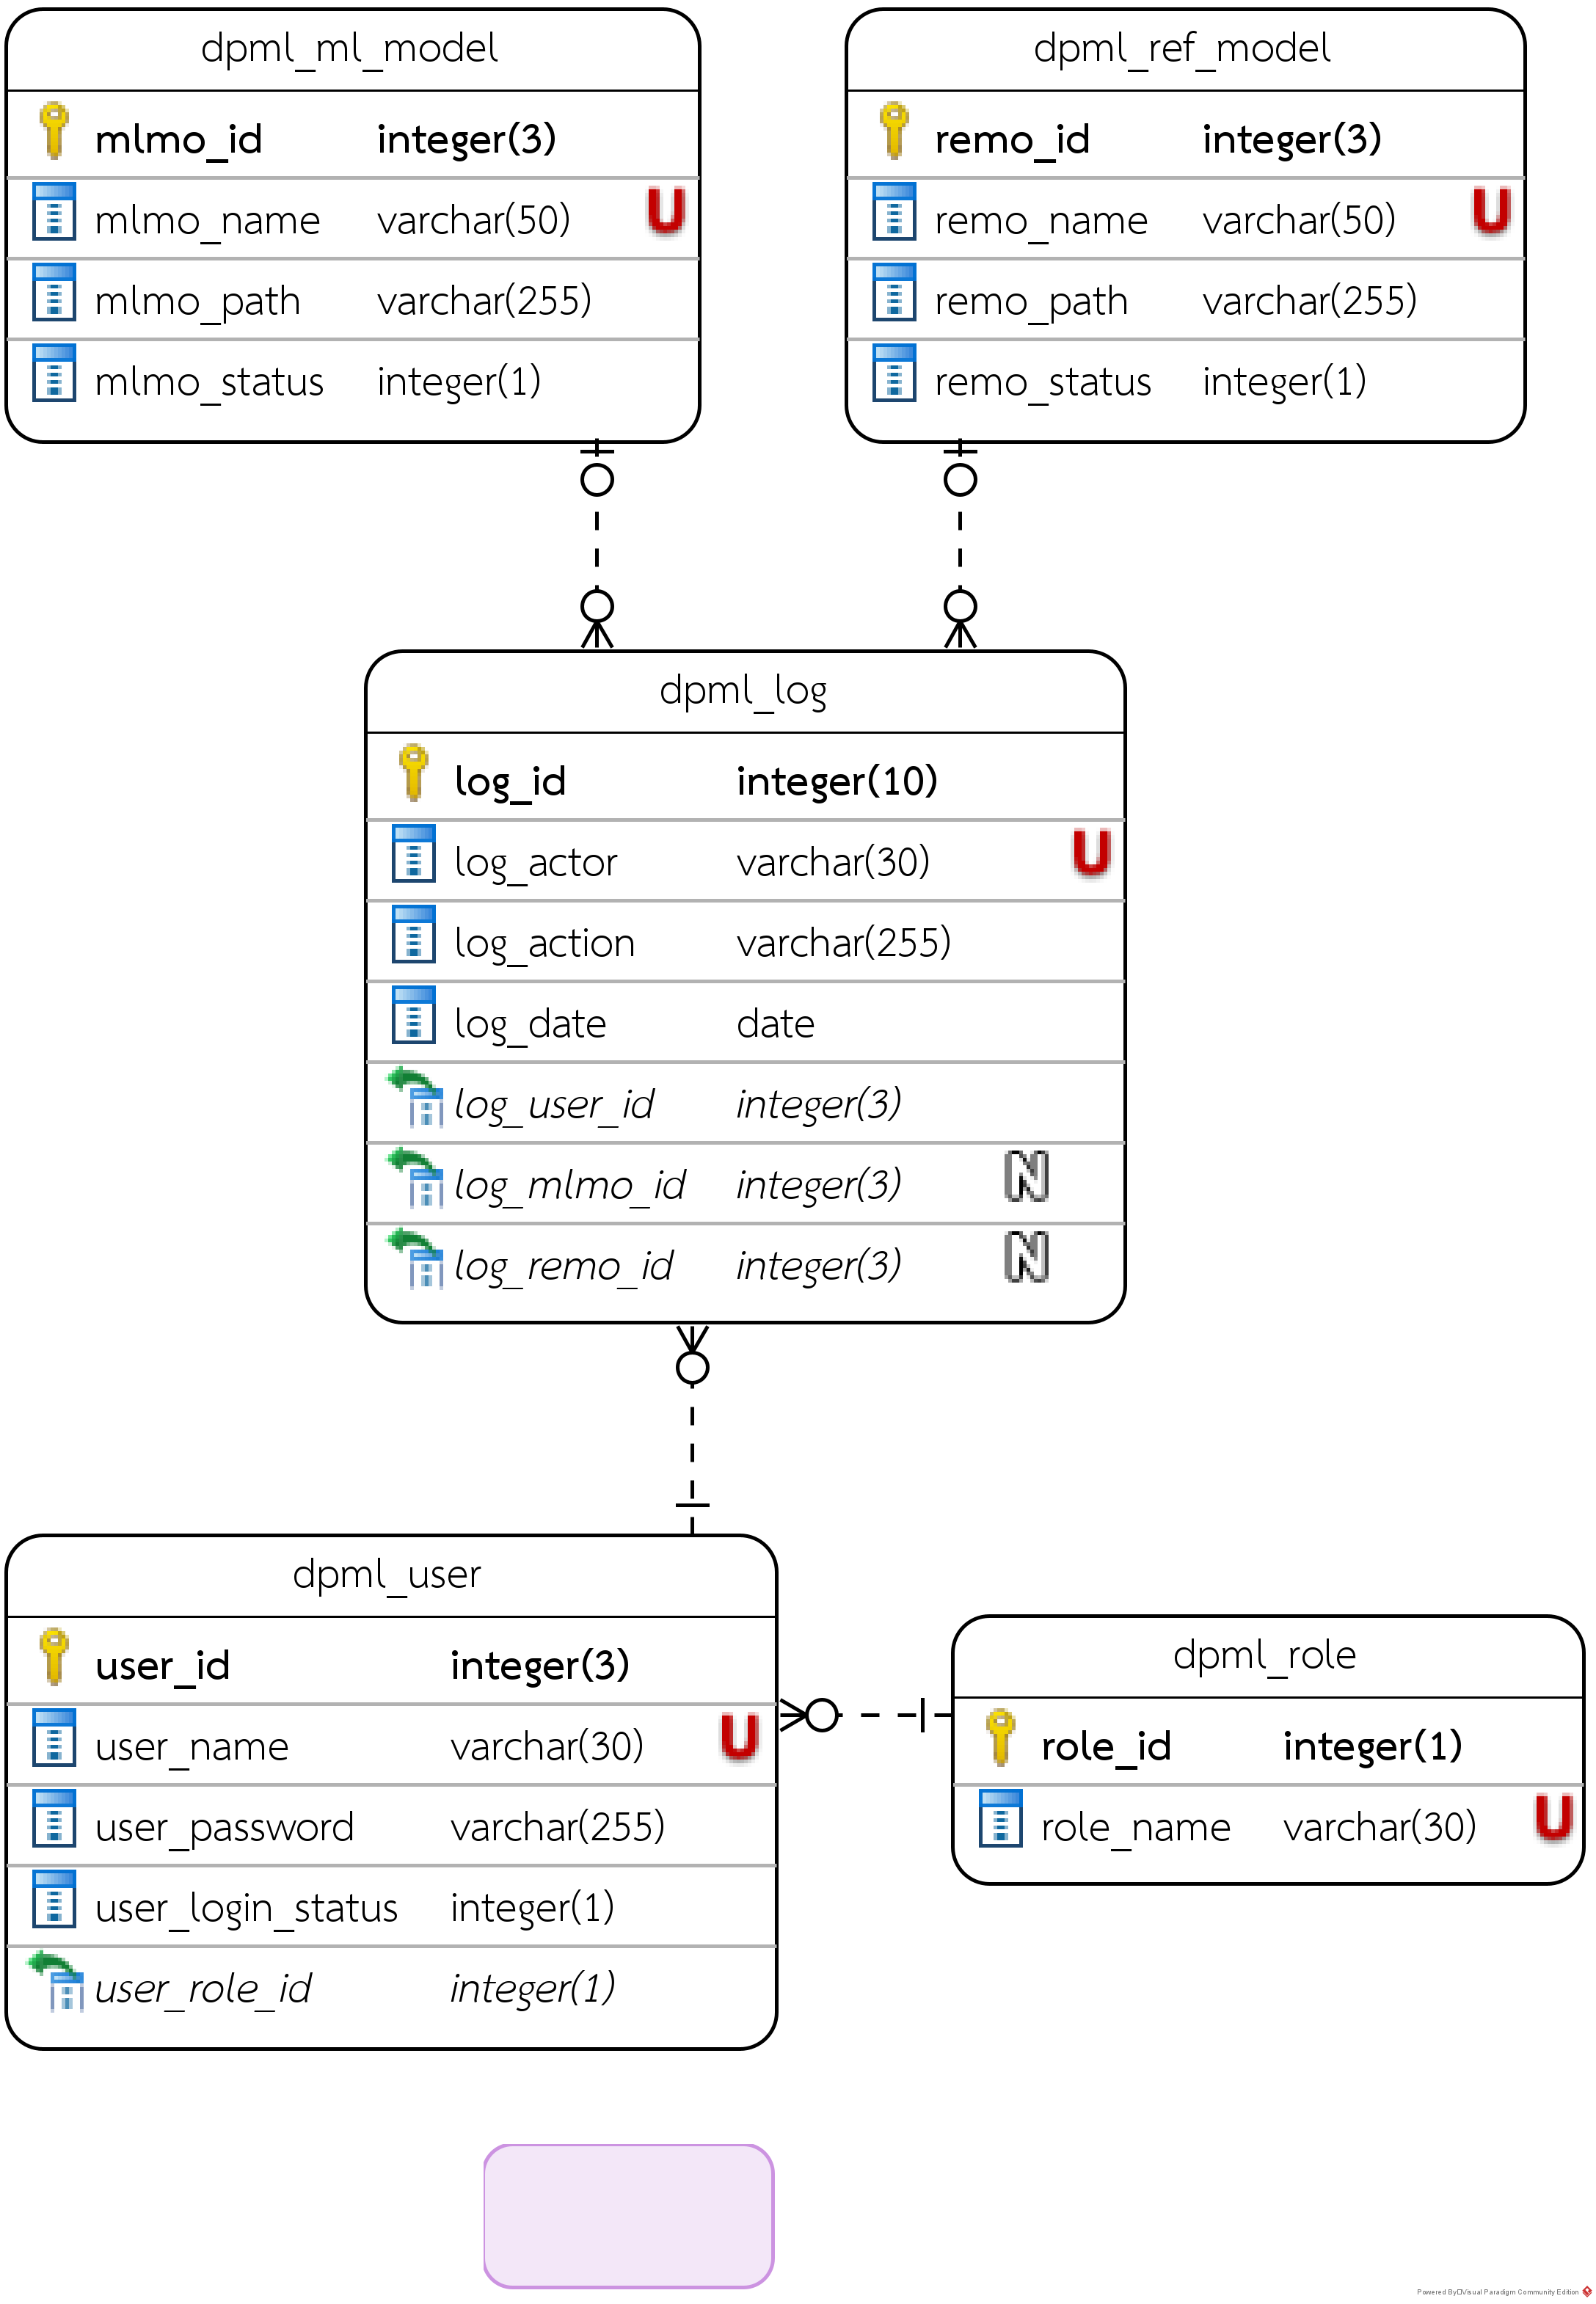 dpml_ml_model
mlmo_id integer(3)
mlmo_name varchar(50) U
mlmo_path varchar(255)
mlmo_status integer(1)
dpml_ref_model
remo_id integer(3)
remo_name varchar(50) U
remo_path varchar(255)
remo_status integer(1)
dpml_log
log_id integer(10)
log_actor varchar(30) U
log_action varchar(255)
log_date date
log_user_id integer(3)
log_mlmo_id integer(3) N
log_remo_id integer(3) N
dpml_user
user_id integer(3)
user_name varchar(30) U
user_password varchar(255)
user_login_status integer(1)
user_role_id integer(1)
dpml_role
role_id integer(1)
role_name varchar(30) U
Powered By Visual Paradigm Community Edition